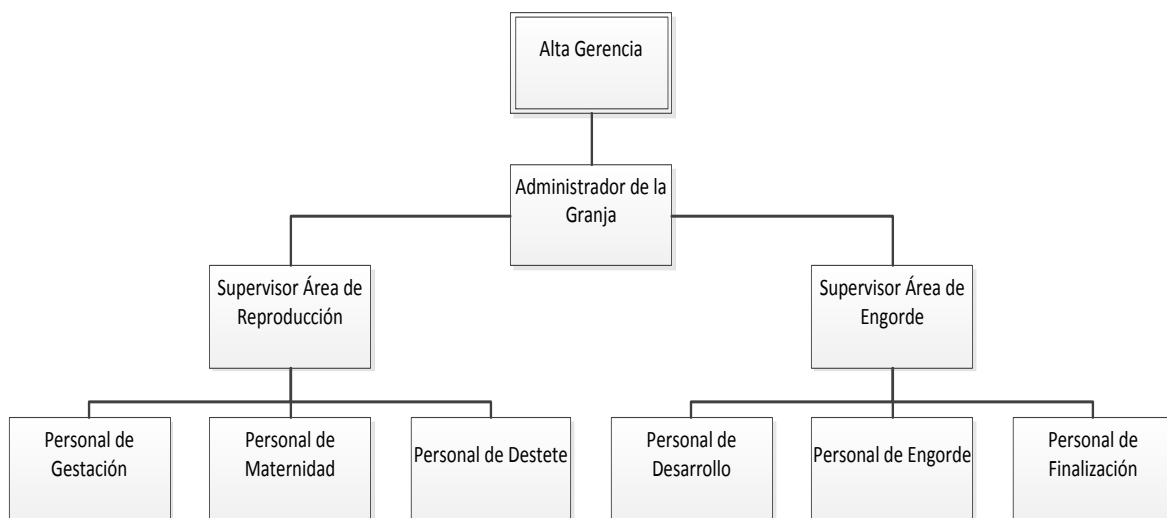 Alta Gerencia
Administrador de la
Granja
Supervisor Área de
Reproducción
Supervisor Área de
Engorde
Personal de
Gestación
Personal de
Maternidad
Personal de Destete
Personal de
Desarrollo
Personal de Engorde
Personal de
Finalización